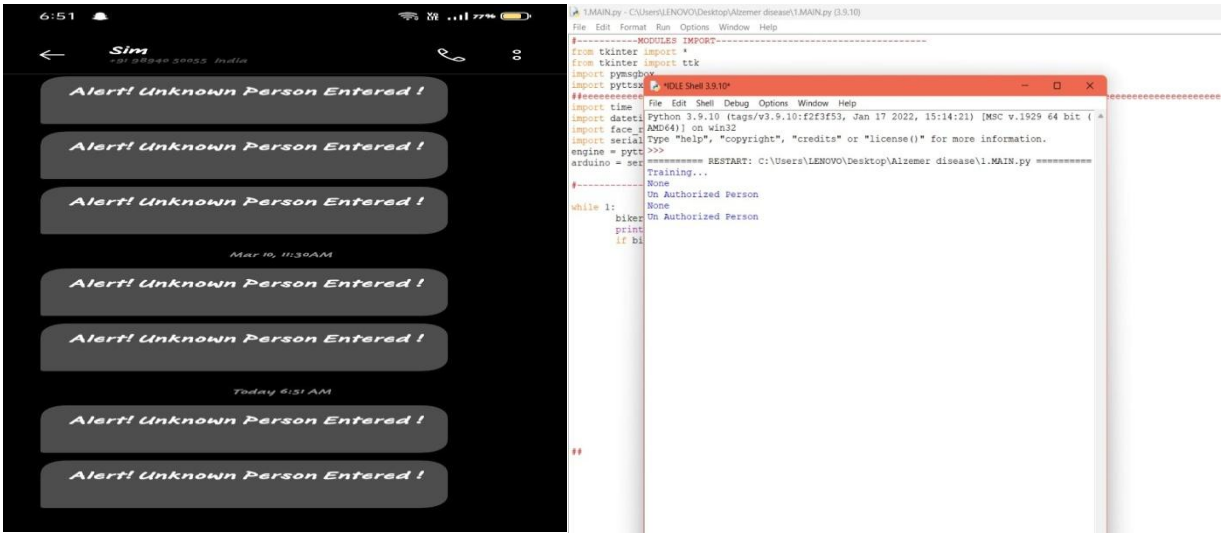 6:51
77%
Sim
+91 98940 50055 India
Alert! Unknown Person Entered !
Alert! Unknown Person Entered !
Alert! Unknown Person Entered !
Mar 10, 11:30AM
Alert! Unknown Person Entered !
Alert! Unknown Person Entered !
Today 6:51 AM
Alert! Unknown Person Entered !
Alert! Unknown Person Entered !
1.MAIN.py - C:\Users\LENOVO\Desktop\Alzemer disease\1.MAIN.py (3.9.10)
File Edit Format Run Options Window Help
#-----------MODULES IMPORT-------------------------------------
from tkinter import *
from tkinter import ttk
import pymsgbox
import pyttsx
import time
import dateti
import face_r
import serial
engine = pytt
arduino = ser
while 1:
biker
print
if bi
##
*IDLE Shell 3.9.10*
File Edit Shell Debug Options Window Help
Python 3.9.10 (tags/v3.9.10:f2f3f53, Jan 17 2022, 15:14:21) [MSC v.1929 64 bit (
AMD64)] on win32
Type "help", "copyright", "credits" or "license()" for more information.
>>>
========== RESTART: C:\Users\LENOVO\Desktop\Alzemer disease\1.MAIN.py ==========
Training...
None
Un Authorized Person
None
Un Authorized Person